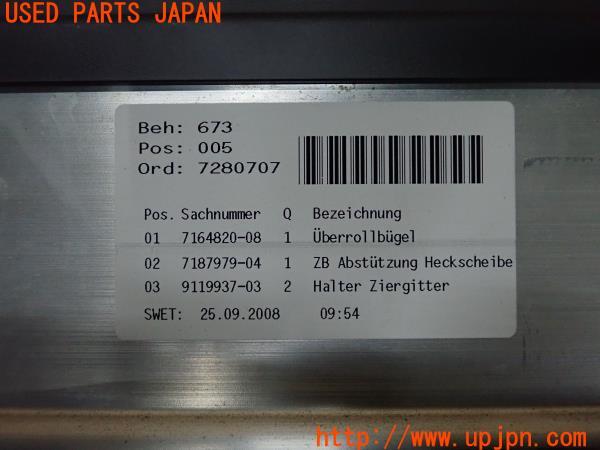 USED PARTS JAPAN
Beh: 673
Pos: 005
Ord: 7280707
Pos. Sachnummer Q Bezeichnung
01 7164820-08 1 Überrollbügel
02 7187979-04 1 ZB Abstützung Heckscheibe
03 9119937-03 2 Halter Ziergitter
SWET: 25.09.2008 09:54
http://www.upjpn.com/